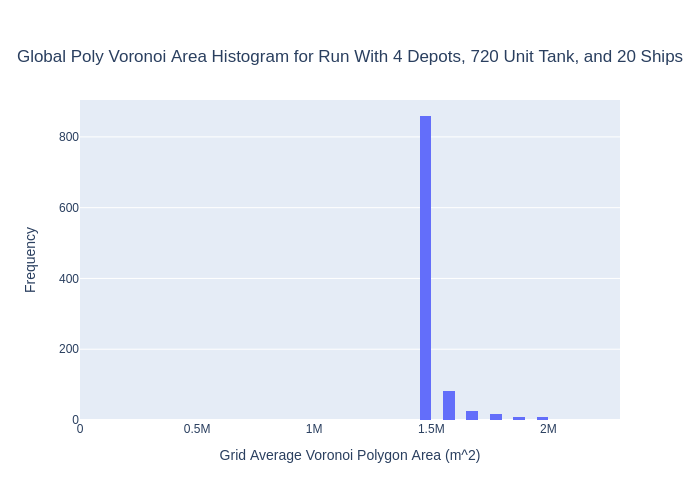 Global Poly Voronoi Area Histogram for Run With 4 Depots, 720 Unit Tank, and 20 Ships
800
600
400
200
0
Frequency
0 0.5M 1M 1.5M 2M
Grid Average Voronoi Polygon Area (m^2)